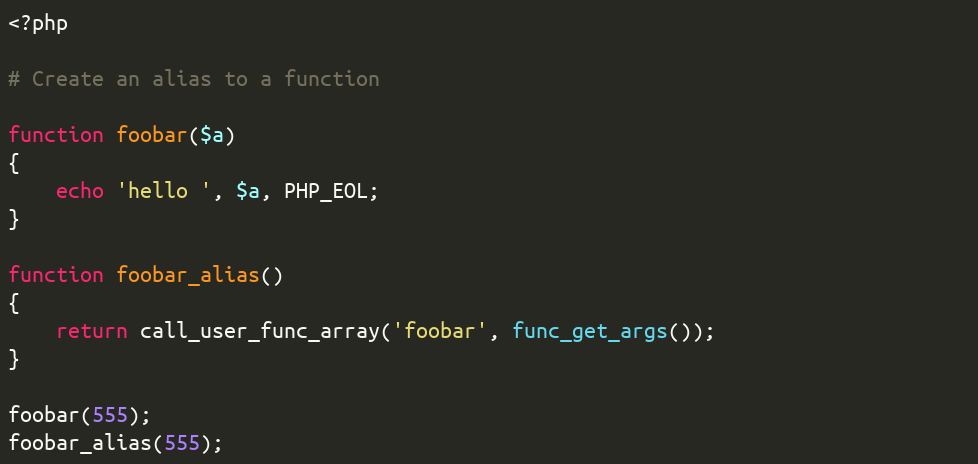 <?php

# Create an alias to a function

function foobar($a)
{
    echo 'hello ', $a, PHP_EOL;
}

function foobar_alias()
{
    return call_user_func_array('foobar', func_get_args());
}

foobar(555);
foobar_alias(555);